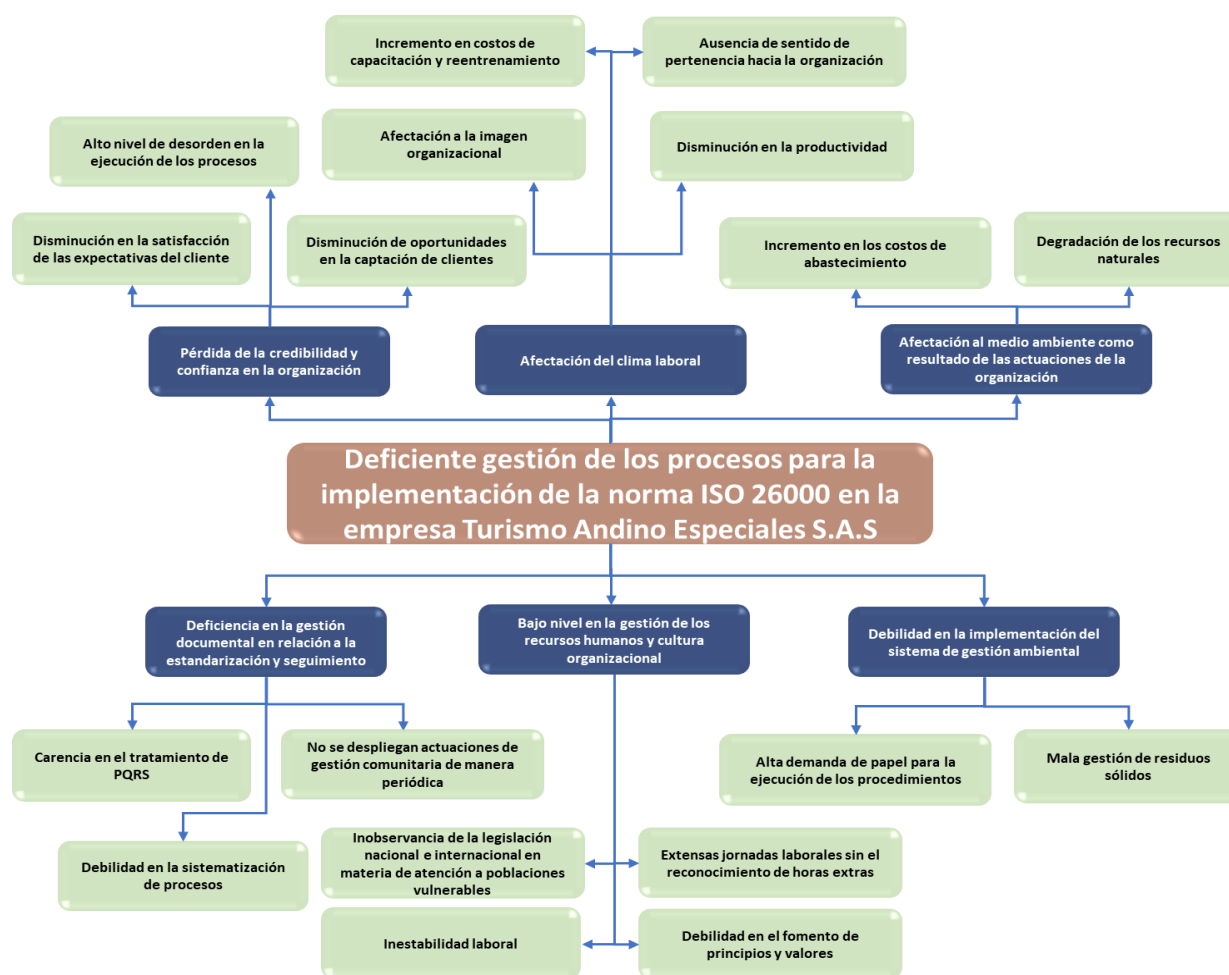 Incremento en costos de
capacitación y reentrenamiento
Ausencia de sentido de
pertenencia hacia la organización
Alto nivel de desorden en la
ejecución de los procesos
Afectación a la imagen
organizacional
Disminución en la productividad
Disminución en la satisfacción
de las expectativas del cliente
Disminución de oportunidades
en la captación de clientes
Incremento en los costos de
abastecimiento
Degradación de los recursos
naturales
Pérdida de la credibilidad y
confianza en la organización
Afectación del clima laboral
Afectación al medio ambiente como
resultado de las actuaciones de la
organización
Deficiente gestión de los procesos para la
implementación de la norma ISO 26000 en la
empresa Turismo Andino Especiales S.A.S
Deficiencia en la gestión
documental en relación a la
estandarización y seguimiento
Bajo nivel en la gestión de los
recursos humanos y cultura
organizacional
Debilidad en la implementación del
sistema de gestión ambiental
Carencia en el tratamiento de
PQRS
No se despliegan actuaciones de
gestión comunitaria de manera
periódica
Alta demanda de papel para la
ejecución de los procedimientos
Mala gestión de residuos
sólidos
Debilidad en la sistematización
de procesos
Inobservancia de la legislación
nacional e internacional en
materia de atención a poblaciones
vulnerables
Extensas jornadas laborales sin el
reconocimiento de horas extras
Inestabilidad laboral
Debilidad en el fomento de
principios y valores